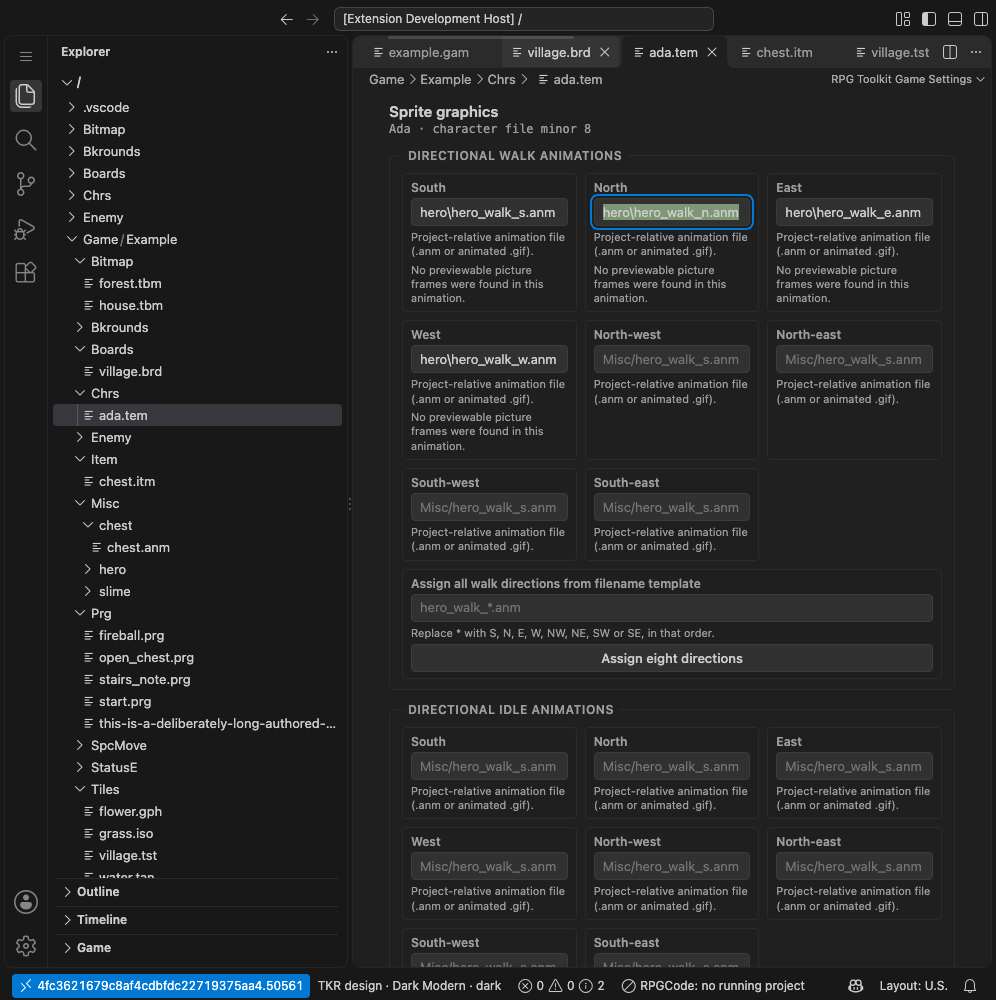 [Extension Development Host] /
Explorer
/
.vscode
Bitmap
Bkrounds
Boards
Chrs
Enemy
Game/Example
Bitmap
forest.tbm
house.tbm
Bkrounds
Boards
village.brd
Chrs
ada.tem
Enemy
Item
chest.itm
Misc
chest
chest.anm
hero
slime
Prg
fireball.prg
open_chest.prg
stairs_note.prg
start.prg
this-is-a-deliberately-long-authored-...
SpcMove
StatusE
Tiles
flower.gph
grass.iso
village.tst
water.tan
Outline
Timeline
Game
example.gam village.brd ada.tem chest.itm village.tst
Game > Example > Chrs > ada.tem RPG Toolkit Game Settings
Sprite graphics
Ada · character file minor 8
DIRECTIONAL WALK ANIMATIONS
South North East
hero\hero_walk_s.anm hero\hero_walk_n.anm hero\hero_walk_e.anm
Project-relative animation file Project-relative animation file Project-relative animation file
(.anm or animated .gif). (.anm or animated .gif). (.anm or animated .gif).
No previewable picture No previewable picture No previewable picture
frames were found in this frames were found in this frames were found in this
animation. animation. animation.
West North-west North-east
hero\hero_walk_w.anm Misc/hero_walk_s.anm Misc/hero_walk_s.anm
Project-relative animation file Project-relative animation file Project-relative animation file
(.anm or animated .gif). (.anm or animated .gif). (.anm or animated .gif).
No previewable picture
frames were found in this
animation.
South-west South-east
Misc/hero_walk_s.anm Misc/hero_walk_s.anm
Project-relative animation file Project-relative animation file
(.anm or animated .gif). (.anm or animated .gif).
Assign all walk directions from filename template
hero_walk_*.anm
Replace * with S, N, E, W, NW, NE, SW or SE, in that order.
Assign eight directions
DIRECTIONAL IDLE ANIMATIONS
South North East
Misc/hero_walk_s.anm Misc/hero_walk_s.anm Misc/hero_walk_s.anm
Project-relative animation file Project-relative animation file Project-relative animation file
(.anm or animated .gif). (.anm or animated .gif). (.anm or animated .gif).
West North-west North-east
Misc/hero_walk_s.anm Misc/hero_walk_s.anm Misc/hero_walk_s.anm
Project-relative animation file Project-relative animation file Project-relative animation file
(.anm or animated .gif). (.anm or animated .gif). (.anm or animated .gif).
South-west South-east
Misc/hero_walk_s.anm Misc/hero_walk_s.anm
4fc3621679c8af4cdbfdc22719375aa4.50561 TKR design · Dark Modern · dark 0 0 2 RPGCode: no running project Layout: U.S.